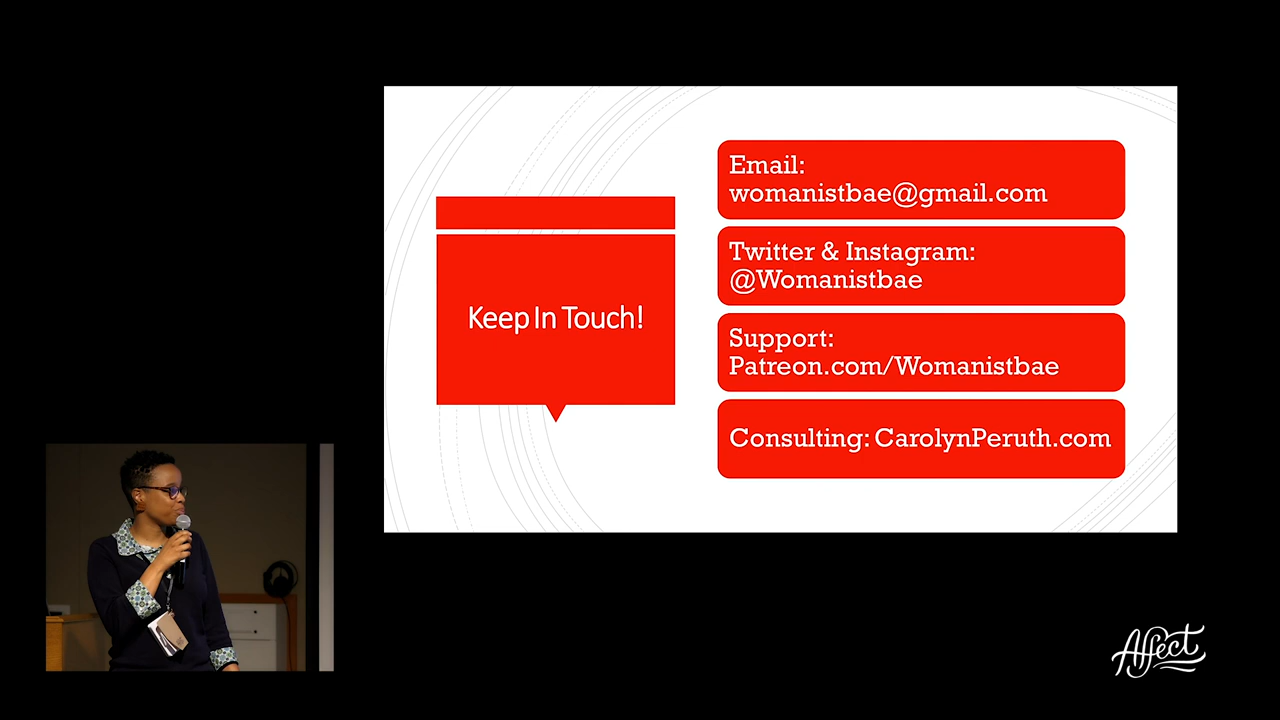 Keep In Touch!
Email:
womanistbae@gmail.com
Twitter & Instagram:
@Womanistbae
Support:
Patreon.com/Womanistbae
Consulting: CarolynPeruth.com
Affect